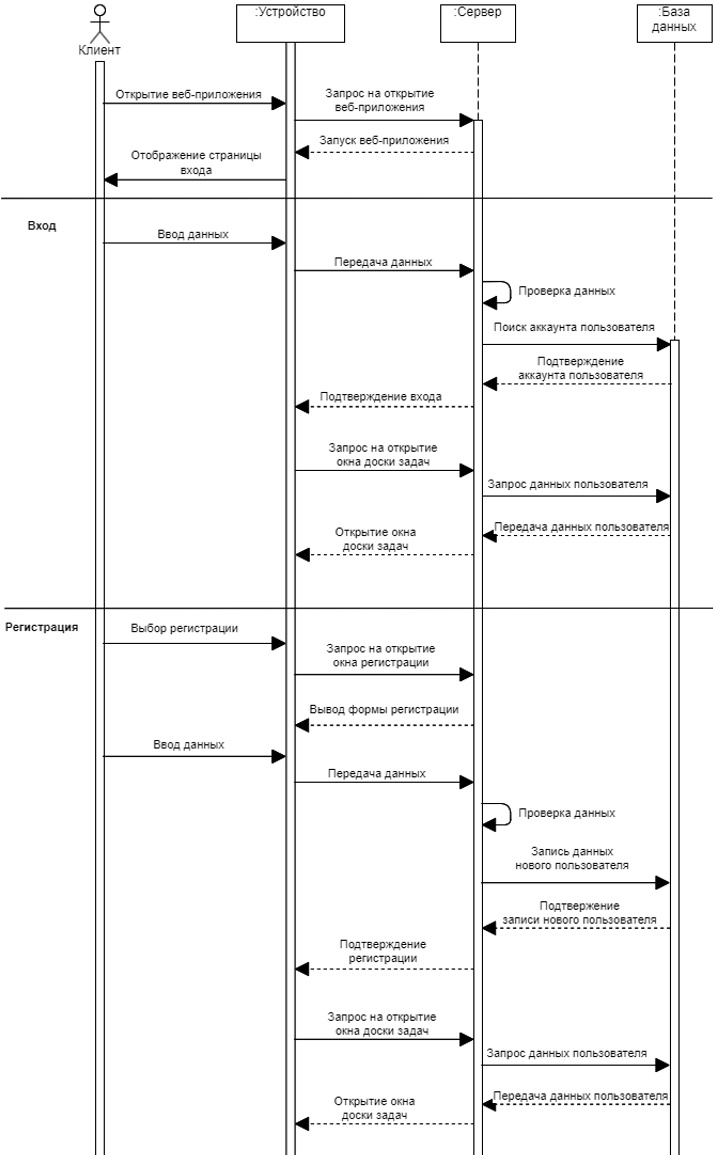 Клиент
:Устройство
:Сервер
:База
данных
Открытие веб-приложения
Запрос на открытие
веб-приложения
Запуск веб-приложения
Отображение страницы
входа
Вход
Ввод данных
Передача данных
Проверка данных
Поиск аккаунта пользователя
Подтверждение
аккаунта пользователя
Подтверждение входа
Запрос на открытие
окна доски задач
Запрос данных пользователя
Передача данных пользователя
Открытие окна
доски задач
Регистрация
Выбор регистрации
Запрос на открытие
окна регистрации
Вывод формы регистрации
Ввод данных
Передача данных
Проверка данных
Запись данных
нового пользователя
Подтвержение
записи нового пользователя
Подтверждение
регистрации
Запрос на открытие
окна доски задач
Запрос данных пользователя
Передача данных пользователя
Открытие окна
доски задач